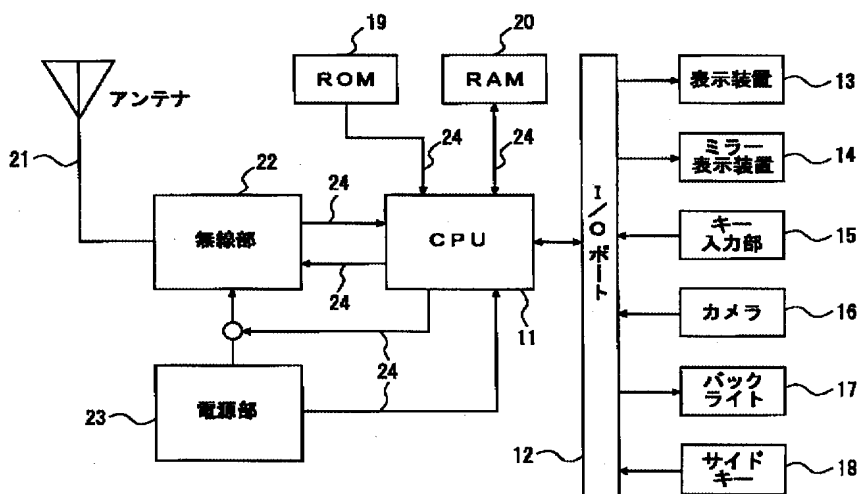 19
20
ROM
RAM
表示装置
13
アンテナ
24
24
ミラー
表示装置
14
21
22
24
I/Oポート
無線部
CPU
キー
入力部
15
24
11
カメラ
16
24
電源部
23
バック
ライト
17
12
サイド
キー
18